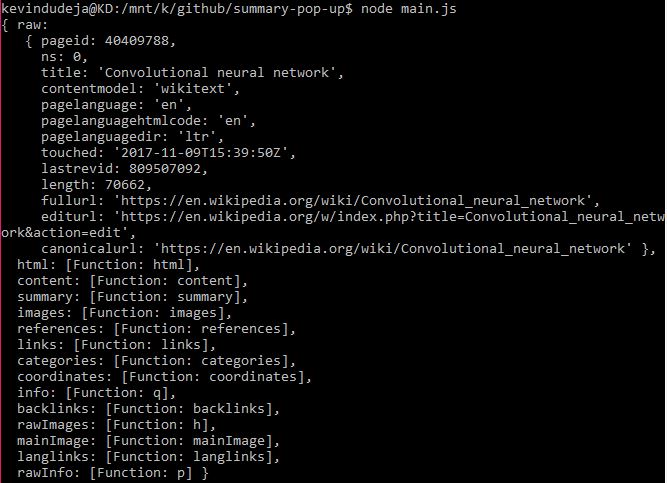 kevindudeja@KD:/mnt/k/github/summary-pop-up$ node main.js
{ raw:
   { pageid: 40409788,
     ns: 0,
     title: 'Convolutional neural network',
     contentmodel: 'wikitext',
     pagelanguage: 'en',
     pagelanguagehtmlcode: 'en',
     pagelanguagedir: 'ltr',
     touched: '2017-11-09T15:39:50Z',
     lastrevid: 809507092,
     length: 70662,
     fullurl: 'https://en.wikipedia.org/wiki/Convolutional_neural_network',
     editurl: 'https://en.wikipedia.org/w/index.php?title=Convolutional_neural_netw
ork&action=edit',
     canonicalurl: 'https://en.wikipedia.org/wiki/Convolutional_neural_network' },
  html: [Function: html],
  content: [Function: content],
  summary: [Function: summary],
  images: [Function: images],
  references: [Function: references],
  links: [Function: links],
  categories: [Function: categories],
  coordinates: [Function: coordinates],
  info: [Function: q],
  backlinks: [Function: backlinks],
  rawImages: [Function: h],
  mainImage: [Function: mainImage],
  langlinks: [Function: langlinks],
  rawInfo: [Function: p] }